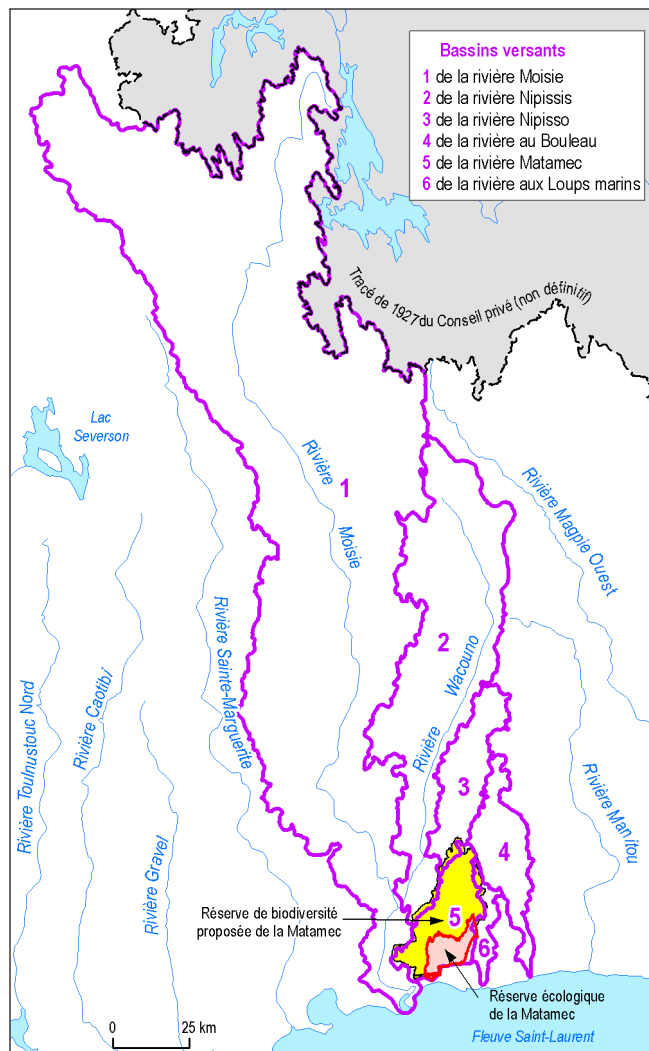 Bassins versants
1 de la rivière Moisie
2 de la rivière Nipissis
3 de la rivière Nipisso
4 de la rivière au Bouleau
5 de la rivière Matamec
6 de la rivière aux Loups marins
Tracé de 1927 du Conseil privé (non définitif)
Lac
Severson
Rivière
Moisie
1
Rivière Magpie Ouest
2
Rivière
Wacouno
Rivière Sainte-Marguerite
Rivière Caotibi
Rivière Toulnustouc Nord
Rivière Gravel
Rivière Manitou
3
4
5
6
Réserve de biodiversité
proposée de la Matamec
Réserve écologique
de la Matamec
0 25 km
Fleuve Saint-Laurent